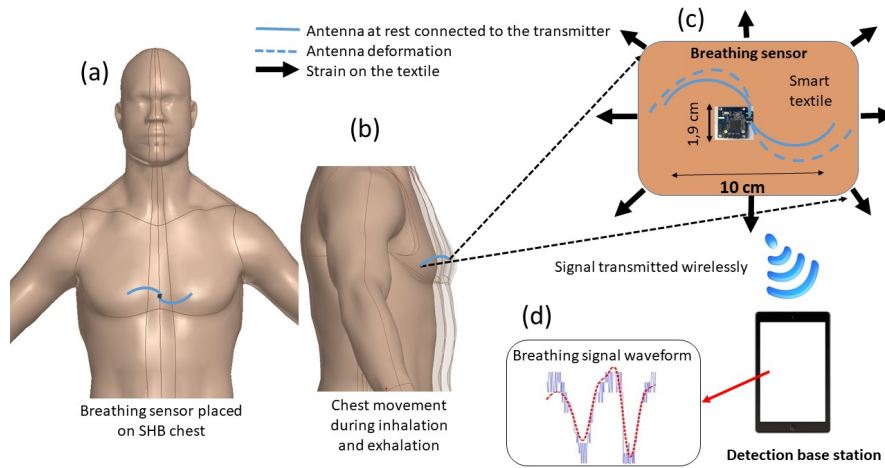 Antenna at rest connected to the transmitter
Antenna deformation
Strain on the textile
(a)
Breathing sensor placed
on SHB chest
(b)
Chest movement
during inhalation
and exhalation
(c)
Breathing sensor
Smart
textile
1,9 cm
10 cm
Signal transmitted wirelessly
(d)
Breathing signal waveform
Detection base station